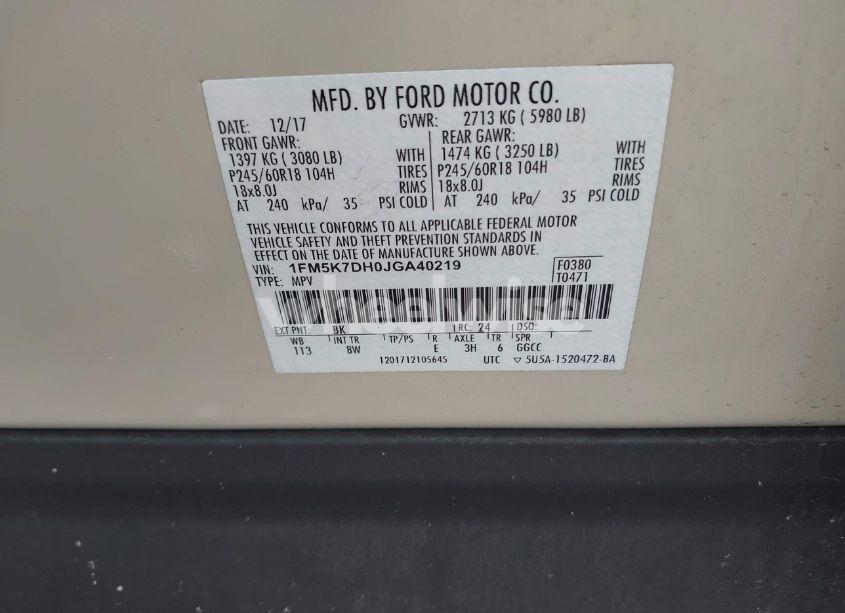 MFD. BY FORD MOTOR CO.
DATE: 12/17 GVWR: 2713 KG ( 5980 LB)
FRONT GAWR: REAR GAWR:
1397 KG ( 3080 LB) WITH 1474 KG ( 3250 LB) WITH
P245/60R18 104H TIRES P245/60R18 104H TIRES
18x8.0J RIMS 18x8.0J RIMS
AT 240 kPa/ 35 PSI COLD AT 240 kPa/ 35 PSI COLD
THIS VEHICLE CONFORMS TO ALL APPLICABLE FEDERAL MOTOR
VEHICLE SAFETY AND THEFT PREVENTION STANDARDS IN
EFFECT ON THE DATE OF MANUFACTURE SHOWN ABOVE.
VIN: 1FM5K7DH0JGA40219 F0380
TYPE: MPV T0471
EXT PNT: BK RC: 24 DSO:
WB INT TR TP/PS R AXLE TR SPR
113 8W E 3H 6 GGCC
1201712105645 UTC ▽ 5U5A-1520472-BA